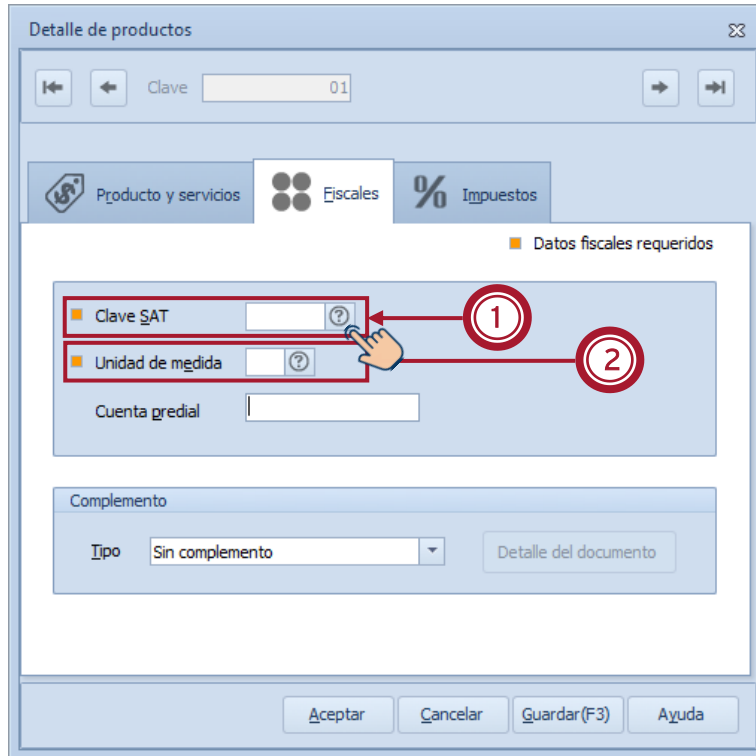 Detalle de productos
Clave 01
Producto y servicios Fiscales % Impuestos
Datos fiscales requeridos
Clave SAT ? 1
Unidad de medida ? 2
Cuenta predial
Complemento
Tipo Sin complemento Detalle del documento
Aceptar Cancelar Guardar(F3) Ayuda